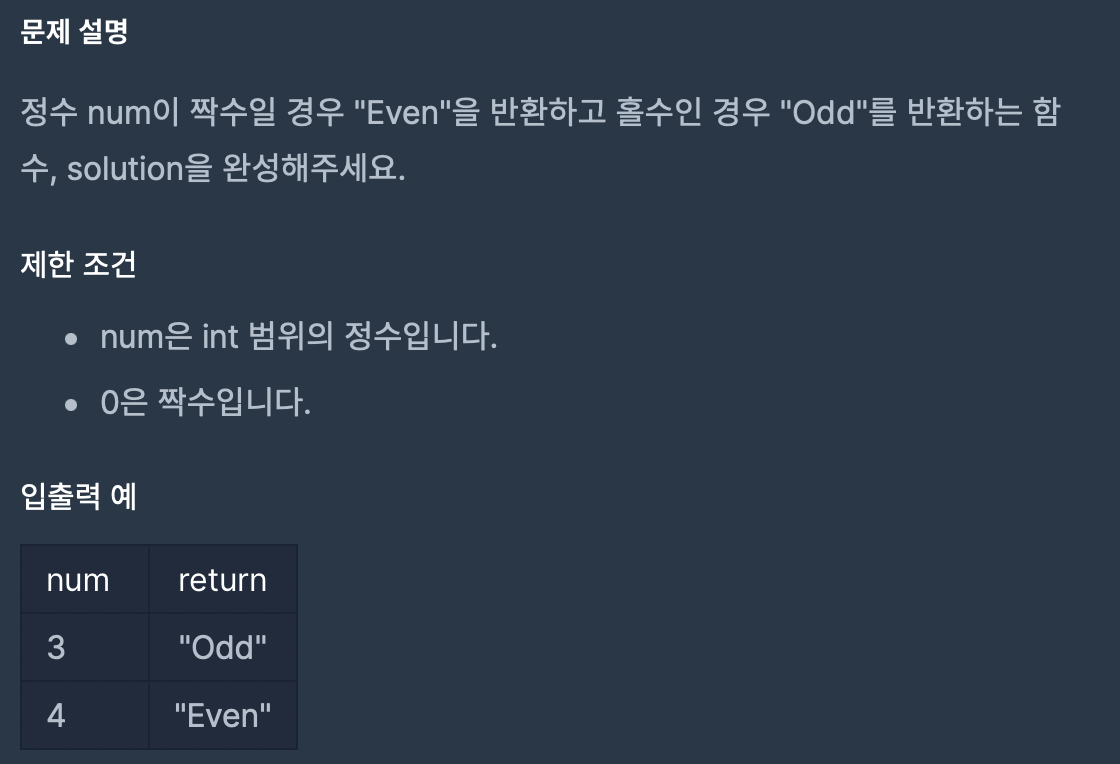 문제 설명
정수 num이 짝수일 경우 "Even"을 반환하고 홀수인 경우 "Odd"를 반환하는 함
수, solution을 완성해주세요.
제한 조건
• num은 int 범위의 정수입니다.
• 0은 짝수입니다.
입출력 예
num return
3 "Odd"
4 "Even"